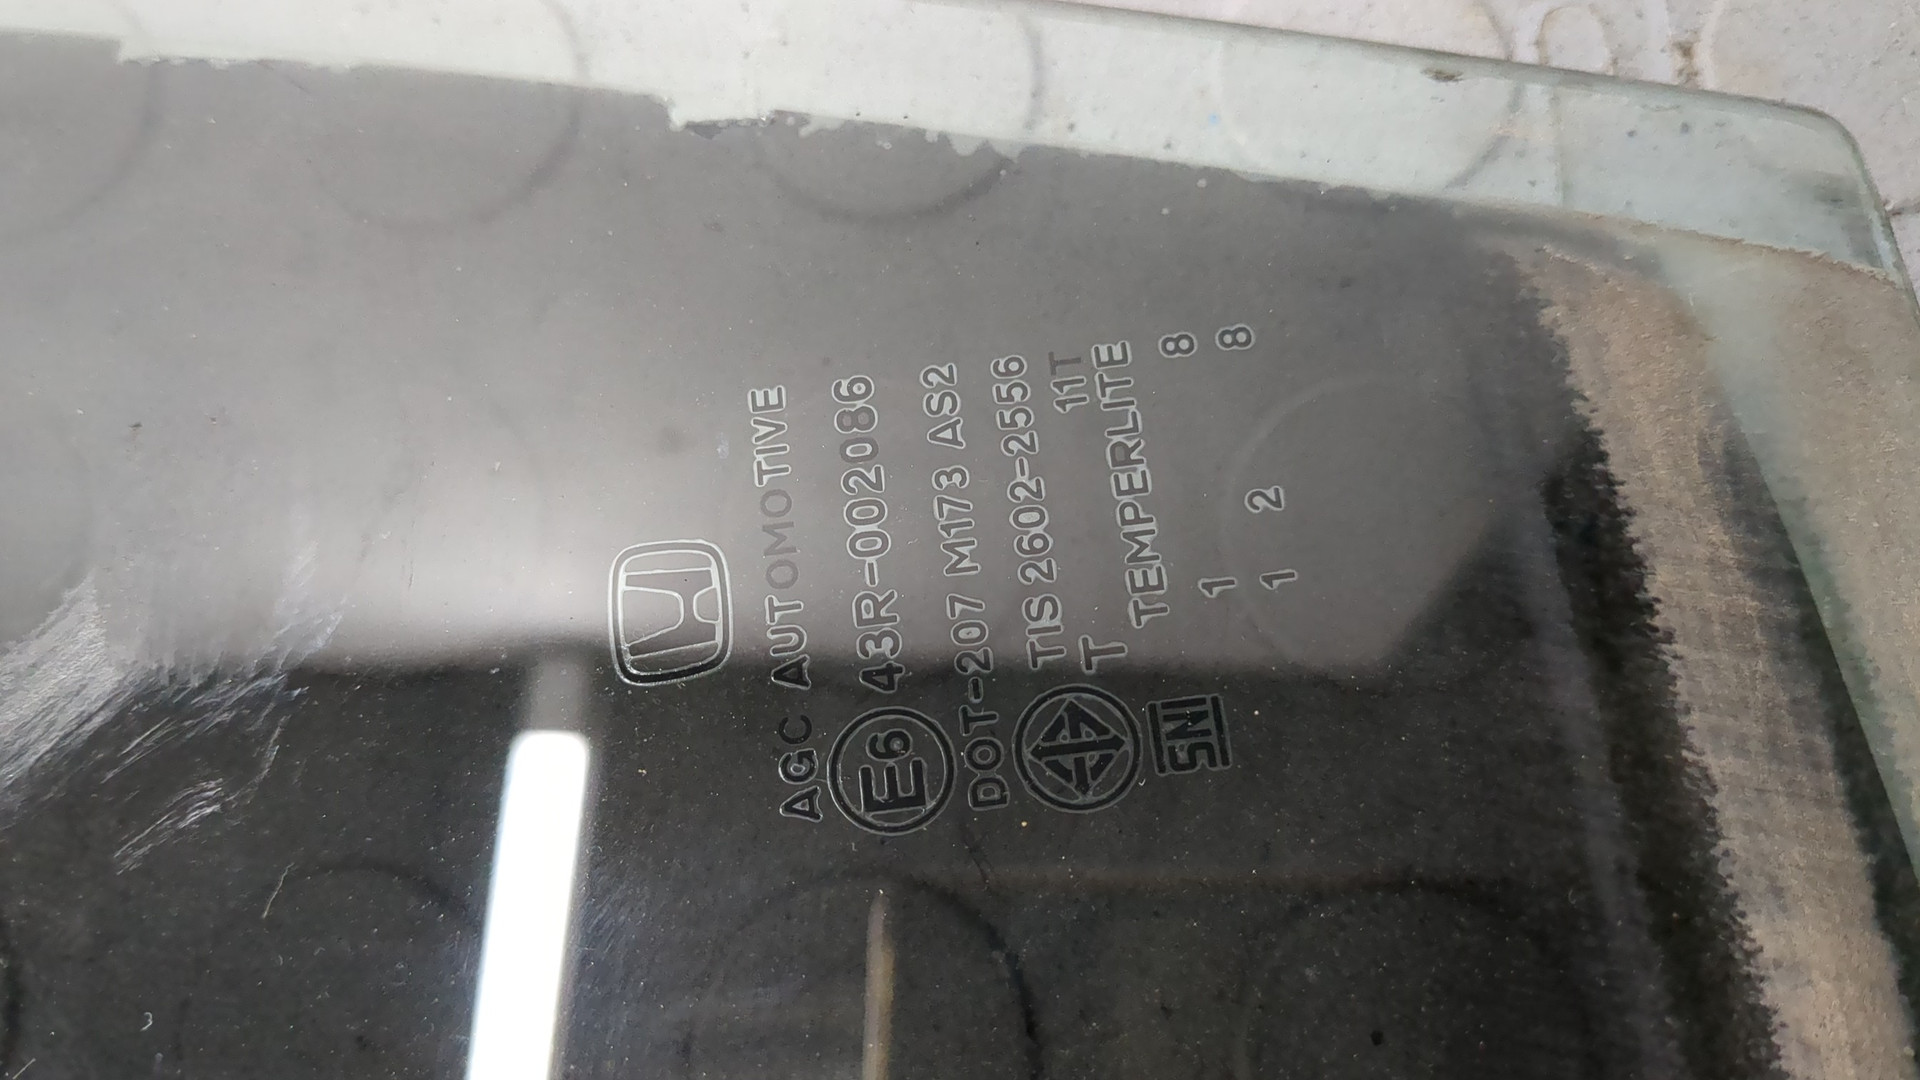 AGC AUTOMOTIVE
E6 43R-002086
DOT-207 M173 AS2
TIS 2602-2556
T 11T
TEMPERLITE
SNI
1 8
1 2 8